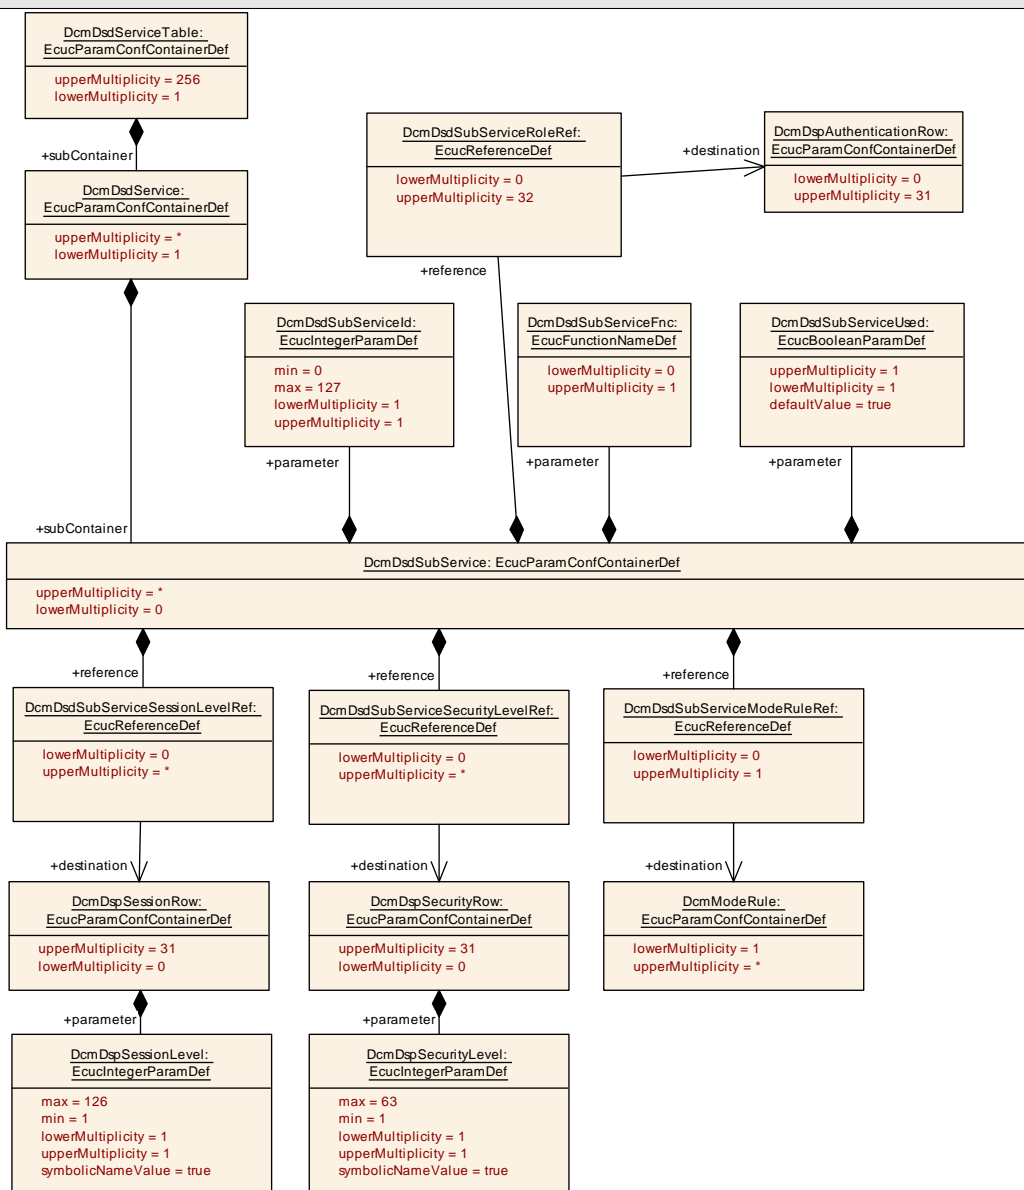 DcmDsdServiceTable:
EcucParamConfContainerDef
upperMultiplicity = 256
lowerMultiplicity = 1
+subContainer
DcmDsdService:
EcucParamConfContainerDef
upperMultiplicity = *
lowerMultiplicity = 1
DcmDsdSubServiceRoleRef:
EcucReferenceDef
lowerMultiplicity = 0
upperMultiplicity = 32
+destination
DcmDspAuthenticationRow:
EcucParamConfContainerDef
lowerMultiplicity = 0
upperMultiplicity = 31
+reference
DcmDsdSubServiceId:
EcucIntegerParamDef
min = 0
max = 127
lowerMultiplicity = 1
upperMultiplicity = 1
DcmDsdSubServiceFnc:
EcucFunctionNameDef
lowerMultiplicity = 0
upperMultiplicity = 1
DcmDsdSubServiceUsed:
EcucBooleanParamDef
upperMultiplicity = 1
lowerMultiplicity = 1
defaultValue = true
+parameter
+parameter
+parameter
+subContainer
DcmDsdSubService: EcucParamConfContainerDef
upperMultiplicity = *
lowerMultiplicity = 0
+reference
+reference
+reference
DcmDsdSubServiceSessionLevelRef:
EcucReferenceDef
lowerMultiplicity = 0
upperMultiplicity = *
DcmDsdSubServiceSecurityLevelRef:
EcucReferenceDef
lowerMultiplicity = 0
upperMultiplicity = *
DcmDsdSubServiceModeRuleRef:
EcucReferenceDef
lowerMultiplicity = 0
upperMultiplicity = 1
+destination
+destination
+destination
DcmDspSessionRow:
EcucParamConfContainerDef
upperMultiplicity = 31
lowerMultiplicity = 0
DcmDspSecurityRow:
EcucParamConfContainerDef
upperMultiplicity = 31
lowerMultiplicity = 0
DcmModeRule:
EcucParamConfContainerDef
lowerMultiplicity = 1
upperMultiplicity = *
+parameter
+parameter
DcmDspSessionLevel:
EcucIntegerParamDef
max = 126
min = 1
lowerMultiplicity = 1
upperMultiplicity = 1
symbolicNameValue = true
DcmDspSecurityLevel:
EcucIntegerParamDef
max = 63
min = 1
lowerMultiplicity = 1
upperMultiplicity = 1
symbolicNameValue = true